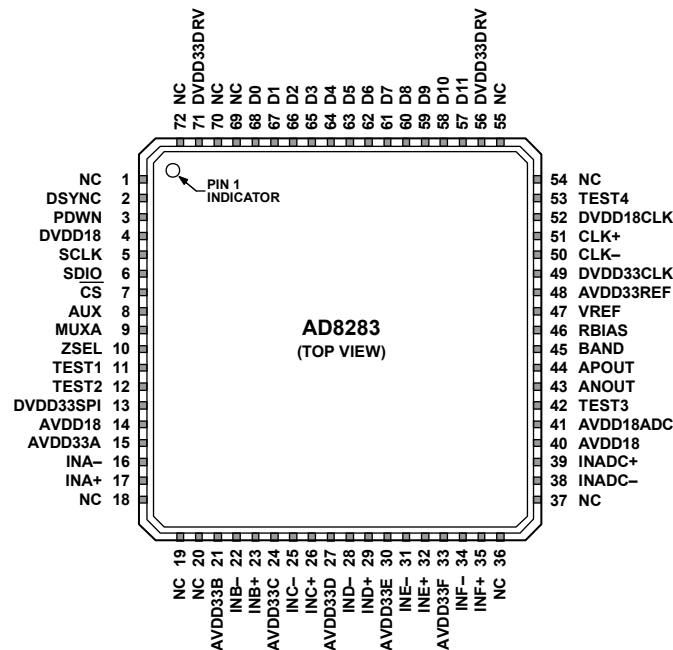 72 NC
71 DVDD33DRV
70 NC
69 NC
68 D0
67 D1
66 D2
65 D3
64 D4
63 D5
62 D6
61 D7
60 D8
59 D9
58 D10
57 D11
56 DVDD33DRV
55 NC
NC 1
DSYNC 2
PDWN 3
DVDD18 4
SCLK 5
SDIO 6
CS 7
AUX 8
MUXA 9
ZSEL 10
TEST1 11
TEST2 12
DVDD33SPI 13
AVDD18 14
AVDD33A 15
INA– 16
INA+ 17
NC 18
PIN 1
INDICATOR
AD8283
(TOP VIEW)
54 NC
53 TEST4
52 DVDD18CLK
51 CLK+
50 CLK–
49 DVDD33CLK
48 AVDD33REF
47 VREF
46 RBIAS
45 BAND
44 APOUT
43 ANOUT
42 TEST3
41 AVDD18ADC
40 AVDD18
39 INADC+
38 INADC–
37 NC
NC 19
NC 20
AVDD33B 21
INB– 22
INB+ 23
AVDD33C 24
INC– 25
INC+ 26
AVDD33D 27
IND– 28
IND+ 29
AVDD33E 30
INE– 31
INE+ 32
AVDD33F 33
INF– 34
INF+ 35
NC 36